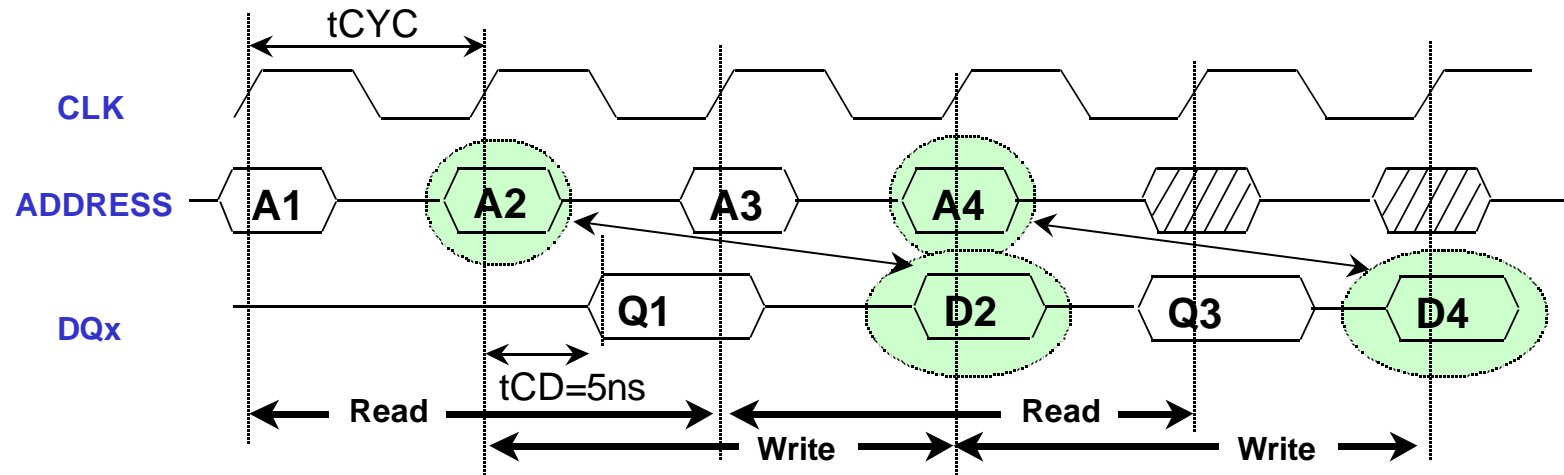 tCYC
CLK
ADDRESS A1 A2 A3 A4
DQx Q1 D2 Q3 D4
tCD=5ns
Read Read
Write Write